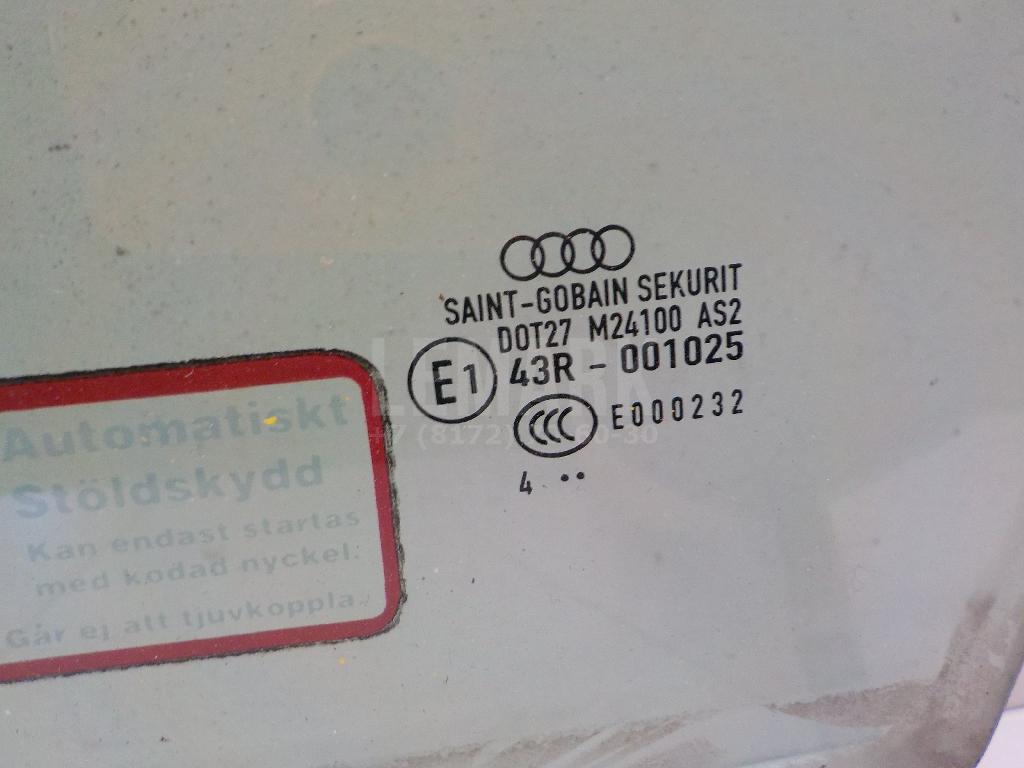 SAINT-GOBAIN SEKURIT
DOT27 M24100 AS2
E1 43R - 001025
CCC E000232
4 ..
Automatiskt
Stöldskydd
Kan endast startas
med kodad nyckel.
Går ej att tjuvkoppla.